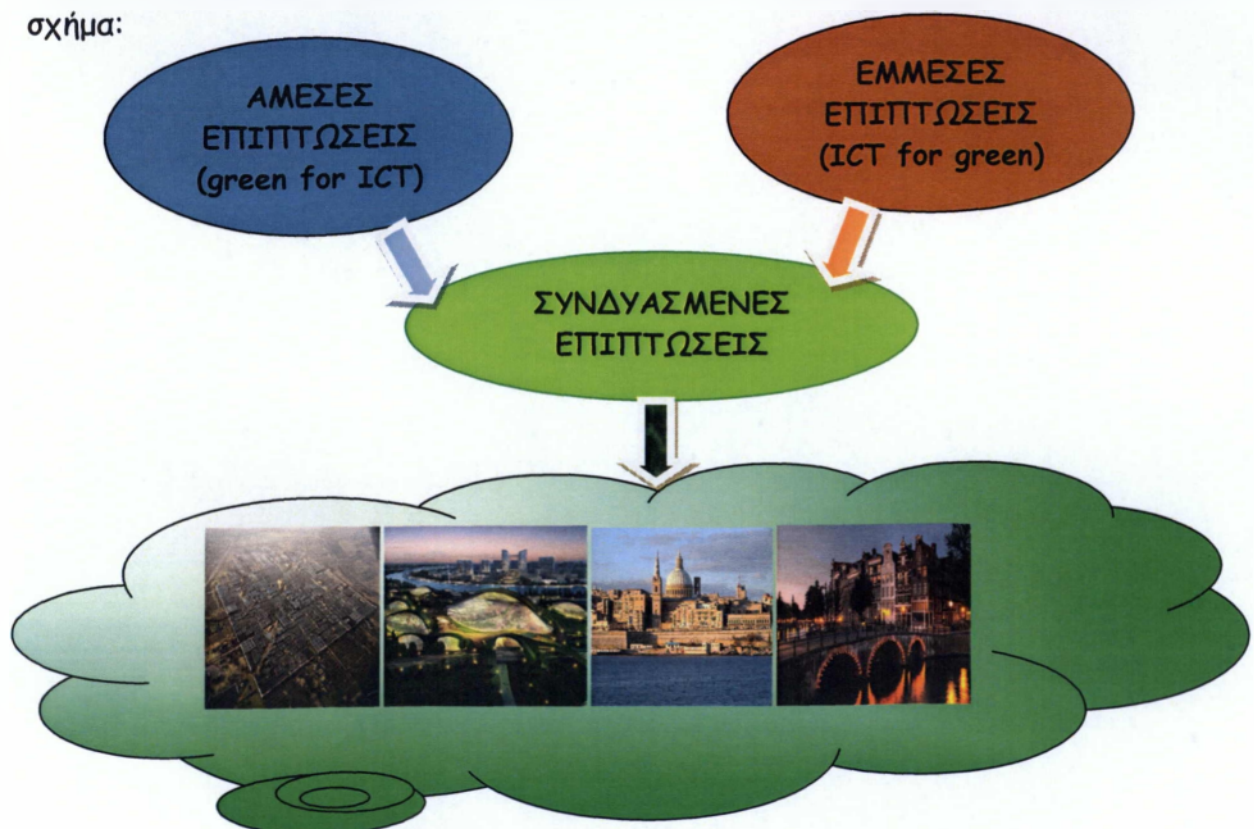 σχήμα:
ΑΜΕΣΕΣ
ΕΠΙΠΤΩΣΕΙΣ
(green for ICT)
ΕΜΜΕΣΕΣ
ΕΠΙΠΤΩΣΕΙΣ
(ICT for green)
ΣΥΝΔΥΑΣΜΕΝΕΣ
ΕΠΙΠΤΩΣΕΙΣ